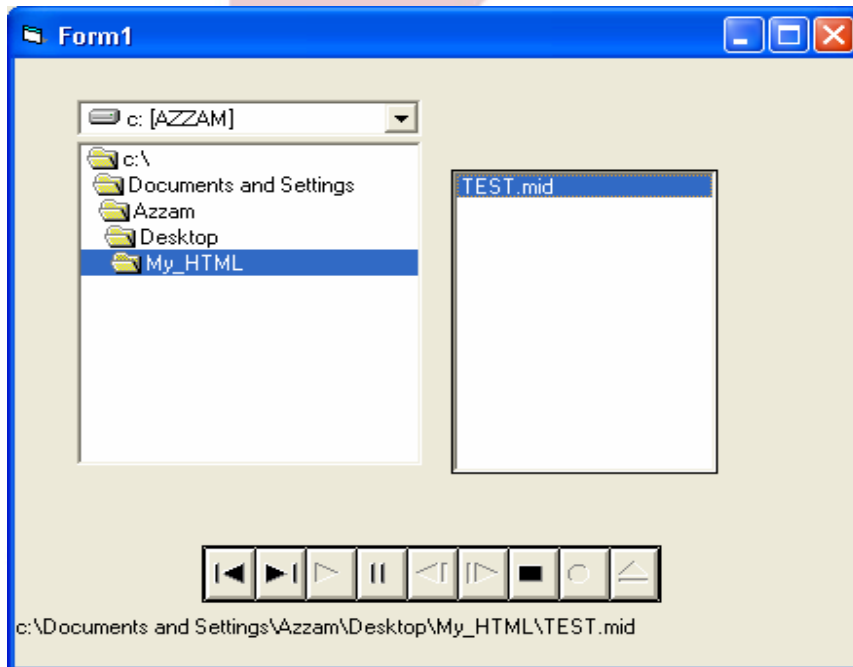 Form1
c: [AZZAM]
c:\
Documents and Settings
Azzam
Desktop
My_HTML
TEST.mid
c:\Documents and Settings\Azzam\Desktop\My_HTML\TEST.mid